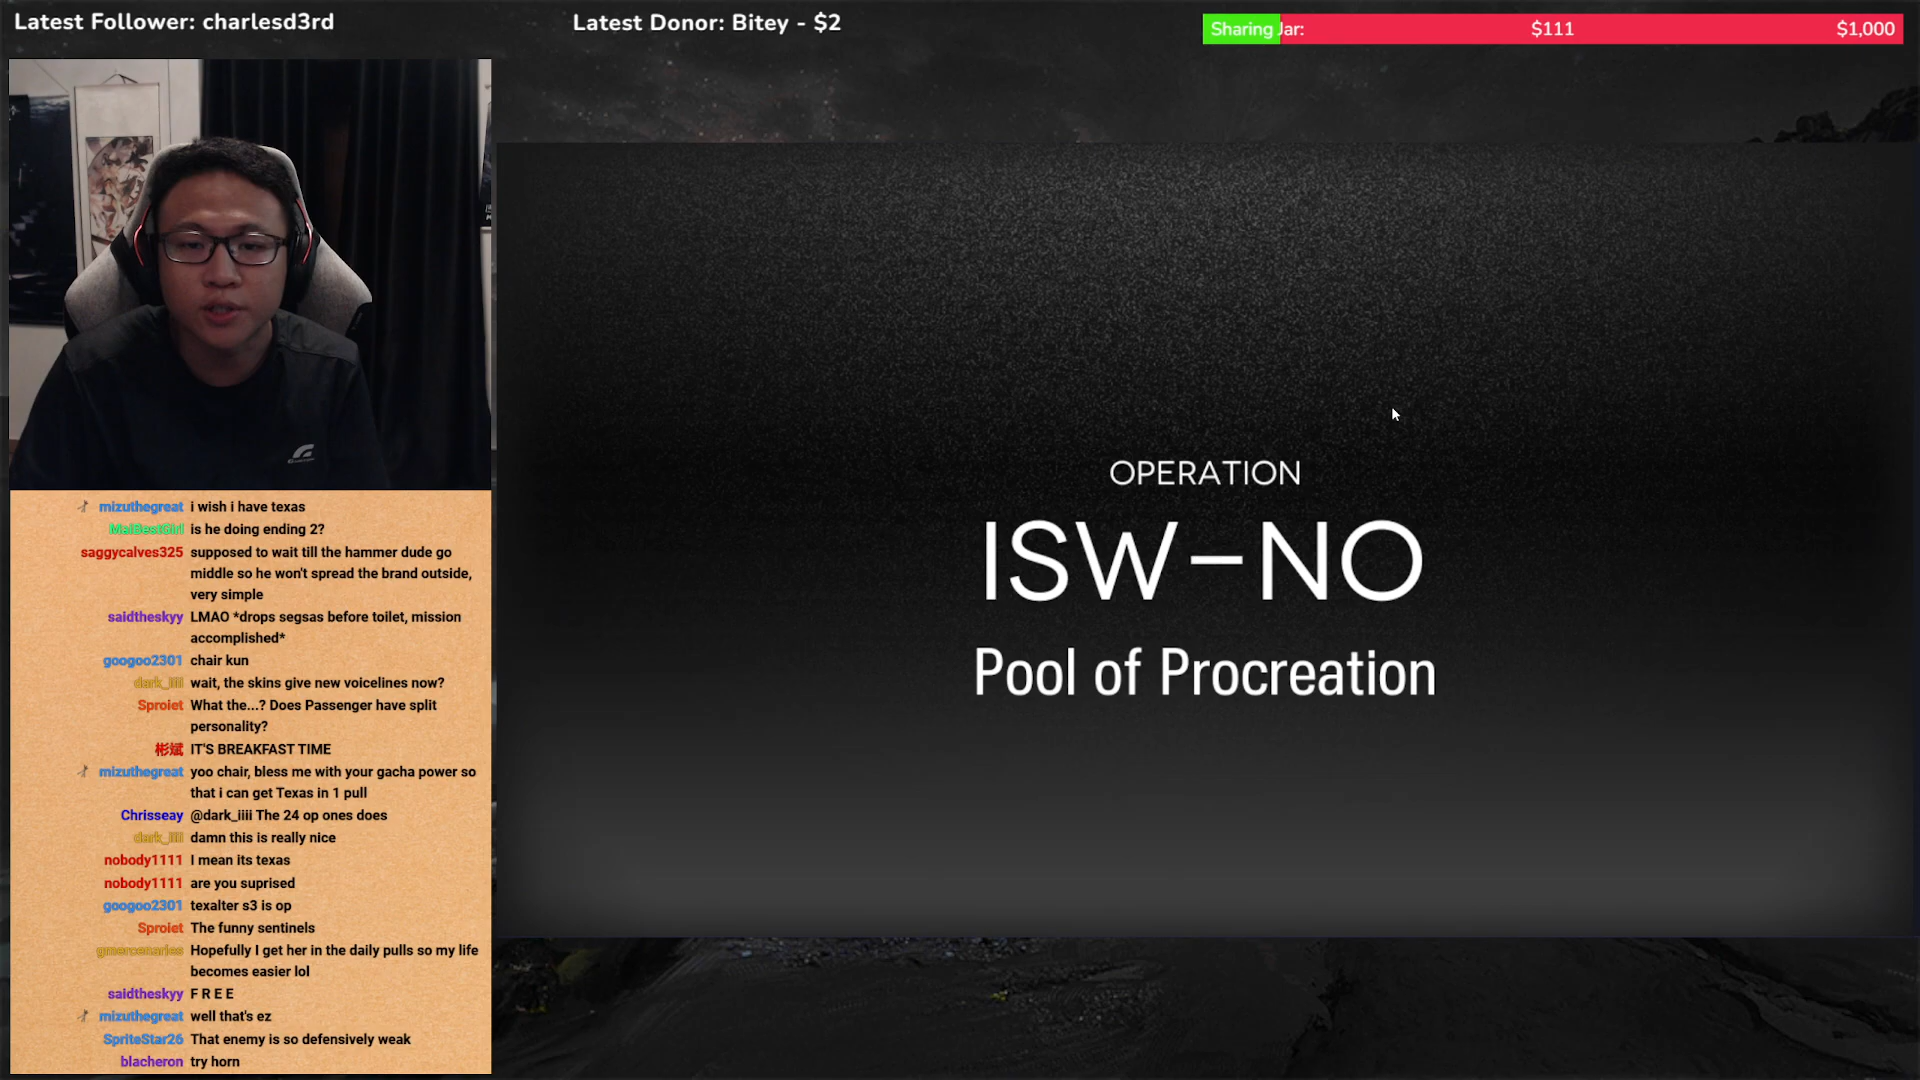 Latest Follower: charlesd3rd
Latest Donor: Bitey - $2
Sharing Jar: $111 $1,000
OPERATION
ISW-NO
Pool of Procreation
mizuthegreat i wish i have texas
MaiBestGirl is he doing ending 2?
saggycalves325 supposed to wait till the hammer dude go
middle so he won't spread the brand outside,
very simple
saidtheskyy LMAO *drops segsas before toilet, mission
accomplished*
googoo2301 chair kun
dark_iiii wait, the skins give new voicelines now?
Sproiet What the...? Does Passenger have split
personality?
彬斌 IT'S BREAKFAST TIME
mizuthegreat yoo chair, bless me with your gacha power so
that i can get Texas in 1 pull
Chrisseay @dark_iiii The 24 op ones does
dark_iiii damn this is really nice
nobody1111 I mean its texas
nobody1111 are you suprised
googoo2301 texalter s3 is op
Sproiet The funny sentinels
gmercenaries Hopefully I get her in the daily pulls so my life
becomes easier lol
saidtheskyy F R E E
mizuthegreat well that's ez
SpriteStar26 That enemy is so defensively weak
blacheron try horn